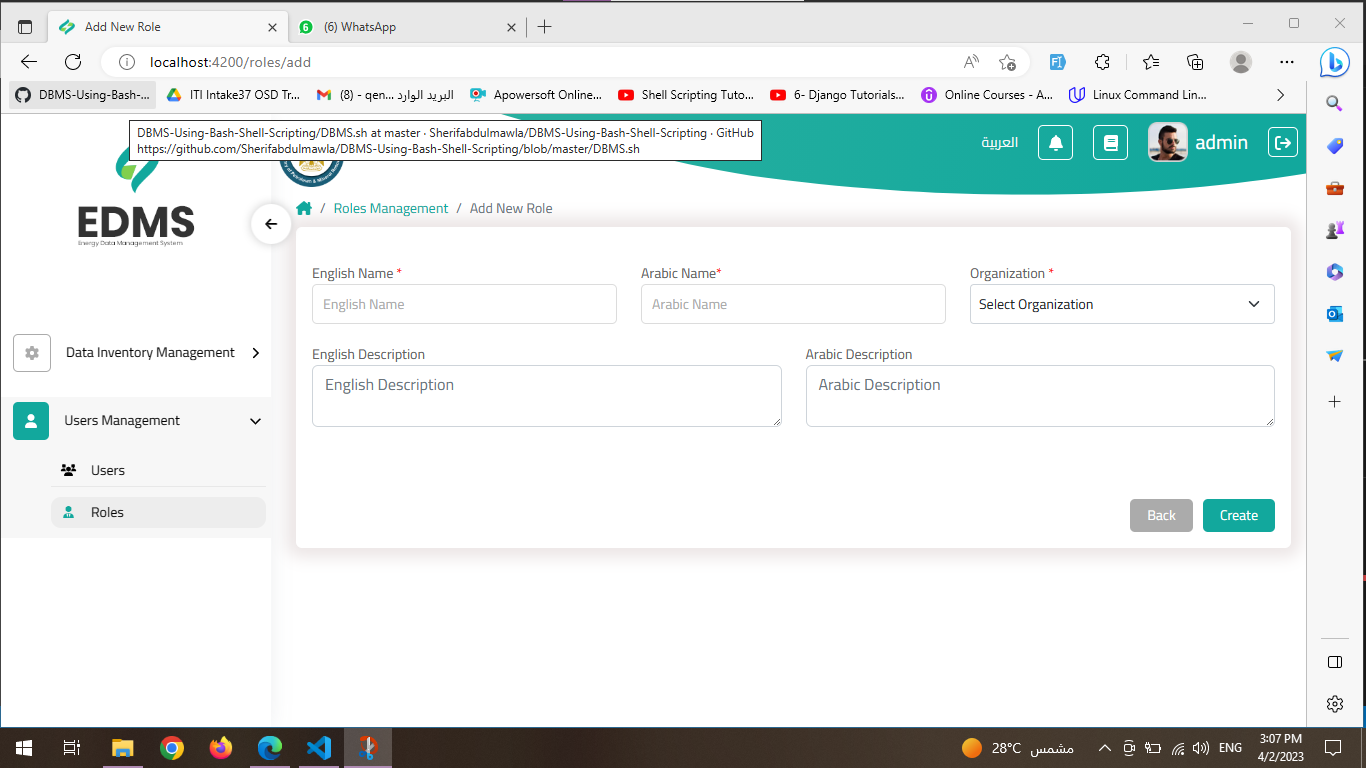 Add New Role
(6) WhatsApp
localhost:4200/roles/add
DBMS-Using-Bash-...
ITI Intake37 OSD Tr...
البريد الوارد (8) - qen...
Apowersoft Online...
Shell Scripting Tuto...
6- Django Tutorials...
Online Courses - A...
Linux Command Lin...
DBMS-Using-Bash-Shell-Scripting/DBMS.sh at master · Sherifabdulmawla/DBMS-Using-Bash-Shell-Scripting · GitHub
https://github.com/Sherifabdulmawla/DBMS-Using-Bash-Shell-Scripting/blob/master/DBMS.sh
العربية
admin
EDMS
Energy Data Management System
/ Roles Management / Add New Role
English Name *
Arabic Name*
Organization *
English Name
Arabic Name
Select Organization
English Description
Arabic Description
English Description
Arabic Description
Data Inventory Management
Users Management
Users
Roles
Back
Create
28°C مشمس
ENG
3:07 PM
4/2/2023